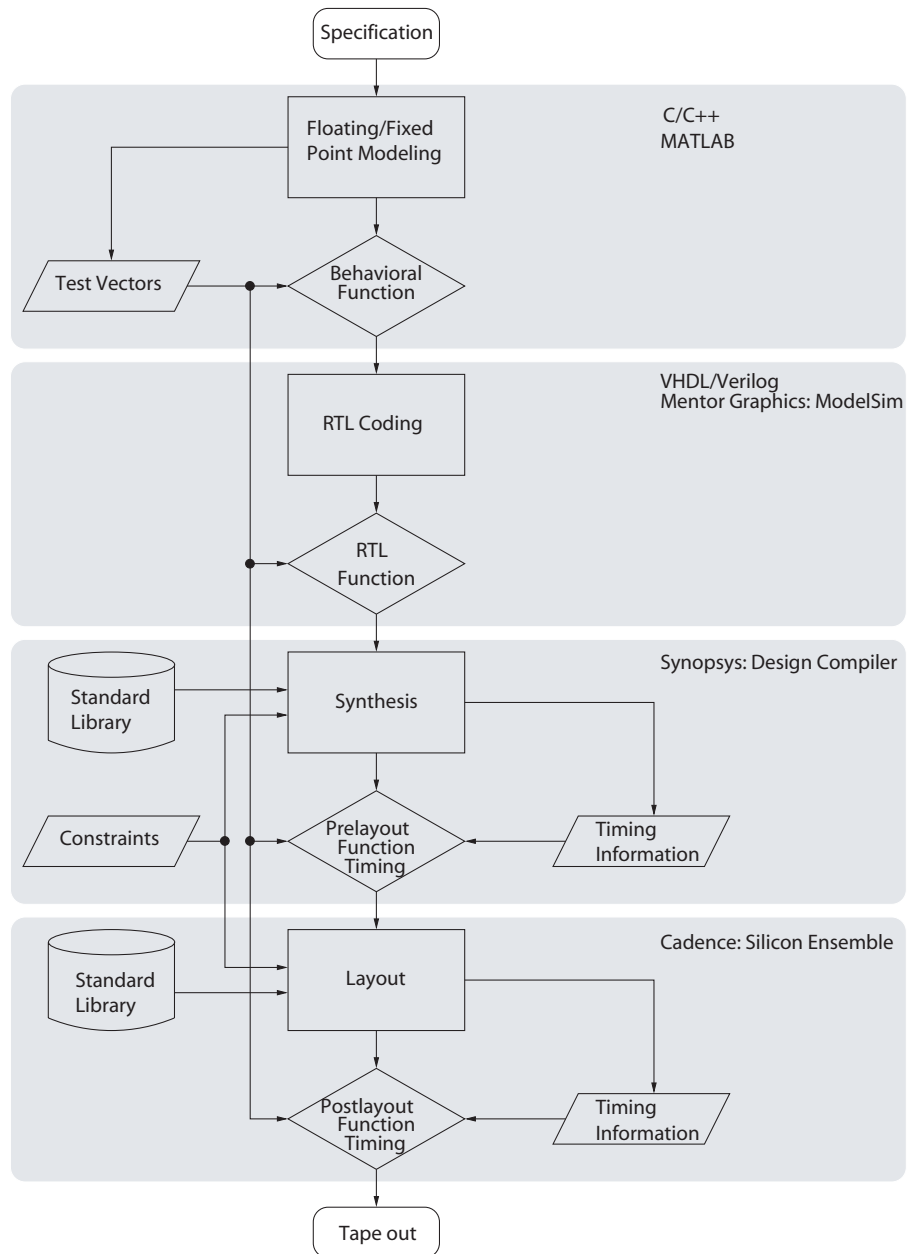 Specification
Floating/Fixed
Point Modeling
C/C++
MATLAB
Test Vectors
Behavioral
Function
VHDL/Verilog
Mentor Graphics: ModelSim
RTL Coding
RTL
Function
Synopsys: Design Compiler
Standard
Library
Synthesis
Constraints
Prelayout
Function
Timing
Timing
Information
Cadence: Silicon Ensemble
Standard
Library
Layout
Postlayout
Function
Timing
Timing
Information
Tape out